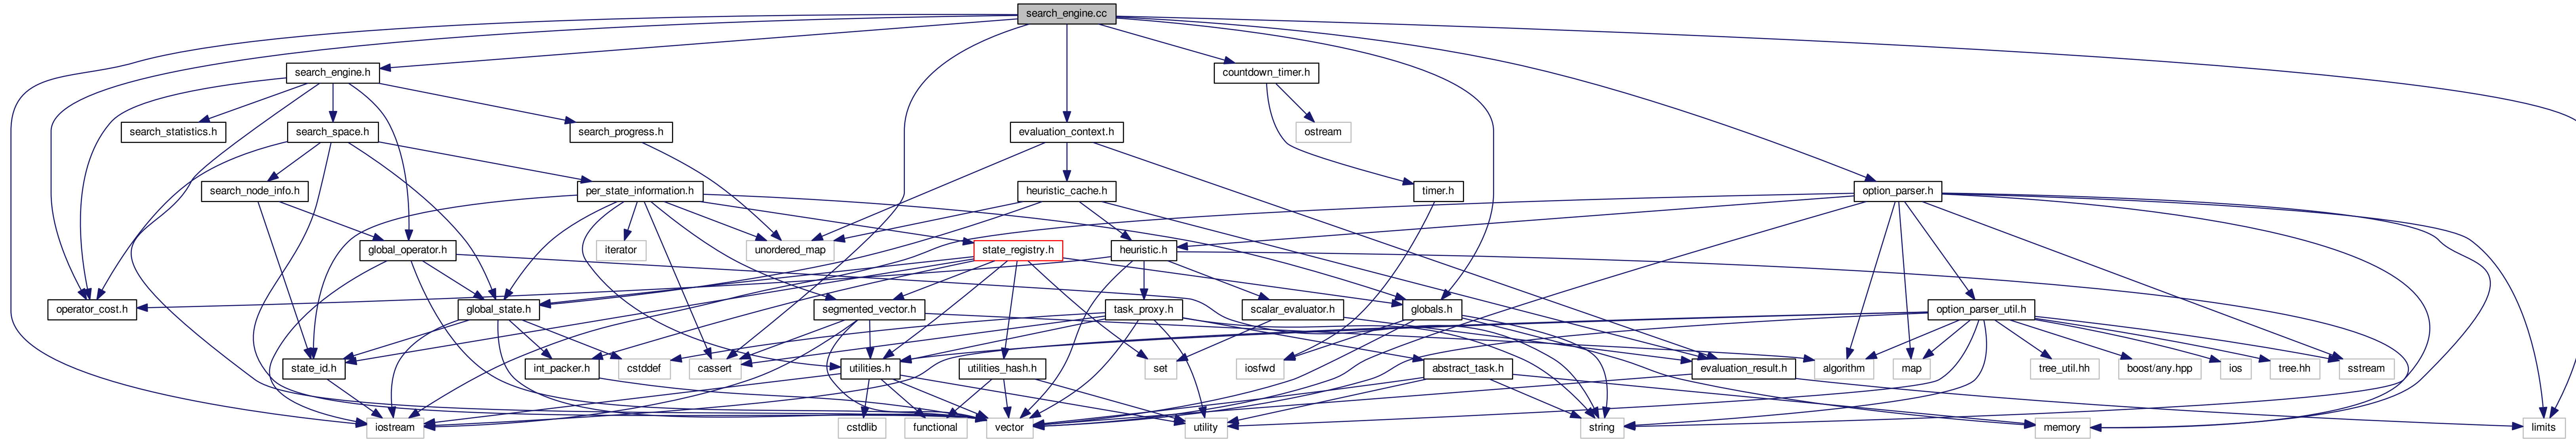 search_engine.cc
search_engine.h
countdown_timer.h
search_statistics.h
search_space.h
search_progress.h
evaluation_context.h
ostream
search_node_info.h
per_state_information.h
heuristic_cache.h
timer.h
option_parser.h
global_operator.h
iterator
unordered_map
state_registry.h
heuristic.h
operator_cost.h
global_state.h
segmented_vector.h
task_proxy.h
scalar_evaluator.h
globals.h
option_parser_util.h
state_id.h
int_packer.h
cstddef
cassert
utilities.h
utilities_hash.h
set
iosfwd
abstract_task.h
evaluation_result.h
algorithm
map
tree_util.hh
boost/any.hpp
ios
tree.hh
sstream
iostream
cstdlib
functional
vector
utility
string
memory
limits